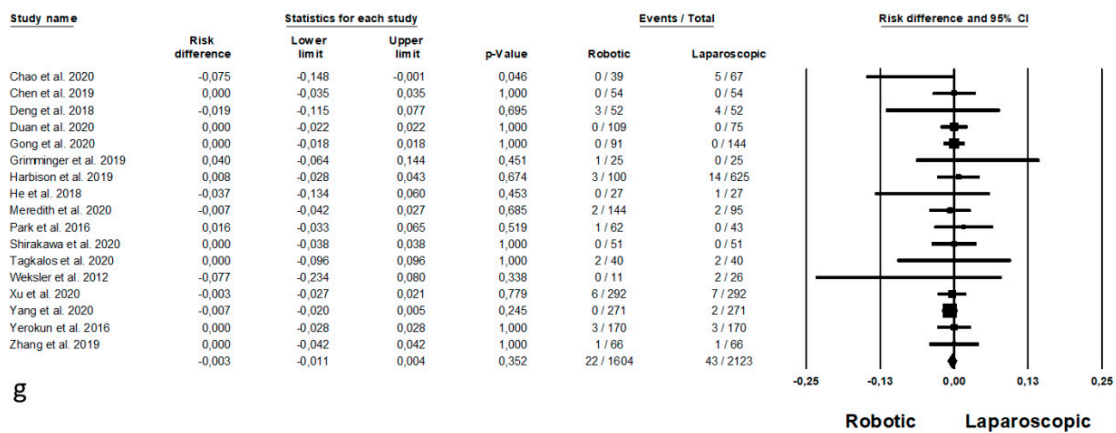 Study name Statistics for each study Events / Total Risk difference and 95% CI
Risk difference Lower limit Upper limit p-Value Robotic Laparoscopic
Chao et al. 2020 -0,075 -0,148 -0,001 0,046 0 / 39 5 / 67
Chen et al. 2019 0,000 -0,035 0,035 1,000 0 / 54 0 / 54
Deng et al. 2018 -0,019 -0,115 0,077 0,695 3 / 52 4 / 52
Duan et al. 2020 0,000 -0,022 0,022 1,000 0 / 109 0 / 75
Gong et al. 2020 0,000 -0,018 0,018 1,000 0 / 91 0 / 144
Grimminger et al. 2019 0,040 -0,064 0,144 0,451 1 / 25 0 / 25
Harbison et al. 2019 0,008 -0,028 0,043 0,674 3 / 100 14 / 625
He et al. 2018 -0,037 -0,134 0,060 0,453 0 / 27 1 / 27
Meredith et al. 2020 -0,007 -0,042 0,027 0,685 2 / 144 2 / 95
Park et al. 2016 0,016 -0,033 0,065 0,519 1 / 62 0 / 43
Shirakawa et al. 2020 0,000 -0,038 0,038 1,000 0 / 51 0 / 51
Tagkalos et al. 2020 0,000 -0,096 0,096 1,000 2 / 40 2 / 40
Weksler et al. 2012 -0,077 -0,234 0,080 0,338 0 / 11 2 / 26
Xu et al. 2020 -0,003 -0,027 0,021 0,779 6 / 292 7 / 292
Yang et al. 2020 -0,007 -0,020 0,005 0,245 0 / 271 2 / 271
Yerokun et al. 2016 0,000 -0,028 0,028 1,000 3 / 170 3 / 170
Zhang et al. 2019 0,000 -0,042 0,042 1,000 1 / 66 1 / 66
-0,003 -0,011 0,004 0,352 22 / 1604 43 / 2123
-0,25 -0,13 0,00 0,13 0,25
g
Robotic Laparoscopic